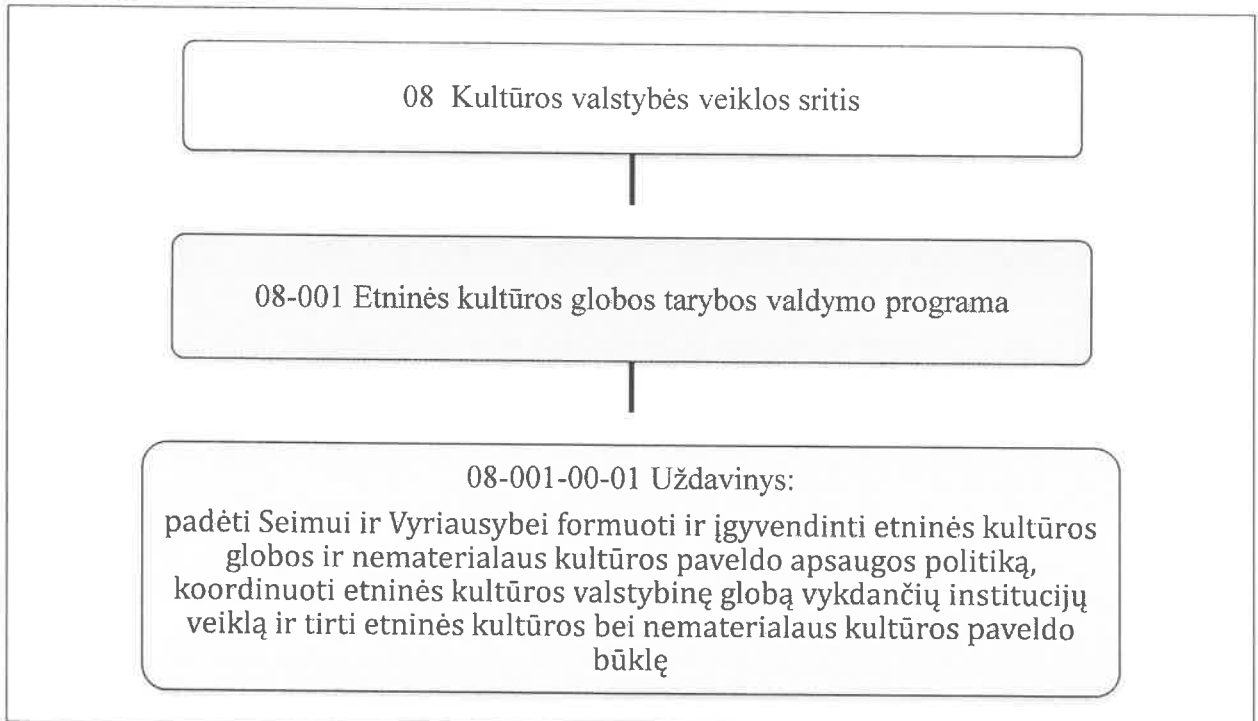 08 Kultūros valstybės veiklos sritis
08-001 Etninės kultūros globos tarybos valdymo programa
08-001-00-01 Uždavinys:
padėti Seimui ir Vyriausybei formuoti ir įgyvendinti etninės kultūros
globos ir nematerialaus kultūros paveldo apsaugos politiką,
koordinuoti etninės kultūros valstybinę globą vykdančių institucijų
veiklą ir tirti etninės kultūros bei nematerialaus kultūros paveldo
būklę